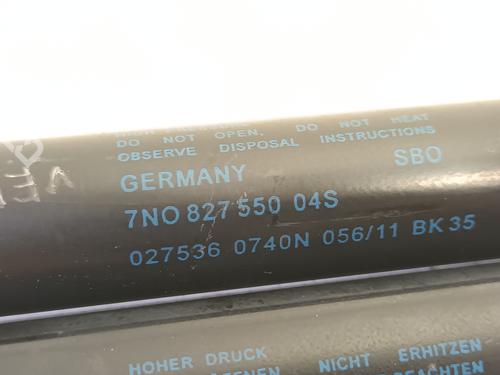 DO NOT OPEN. DO NOT HEAT
OBSERVE DISPOSAL INSTRUCTIONS
GERMANY SBO
7NO 827 550 04S
027536 0740N 056/11 BK 35
HOHER DRUCK
NICHT ERHITZEN